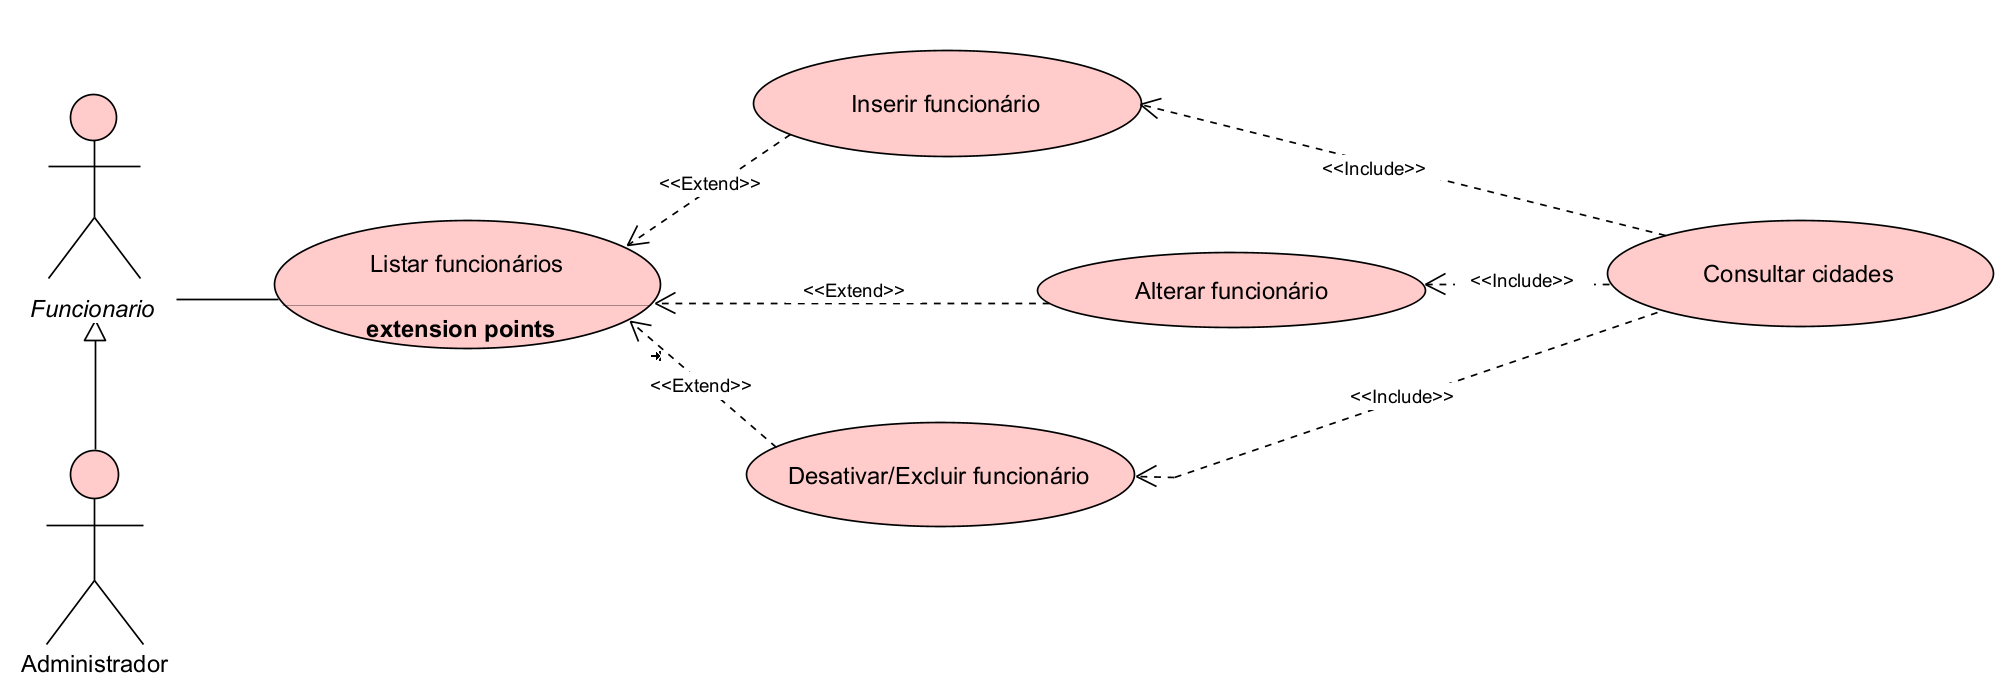 Inserir funcionário
<<Include>>
<<Extend>>
Listar funcionários
extension points
Funcionario
<<Extend>>
Alterar funcionário
<<Include>>
Consultar cidades
<<Extend>>
<<Include>>
Desativar/Excluir funcionário
Administrador